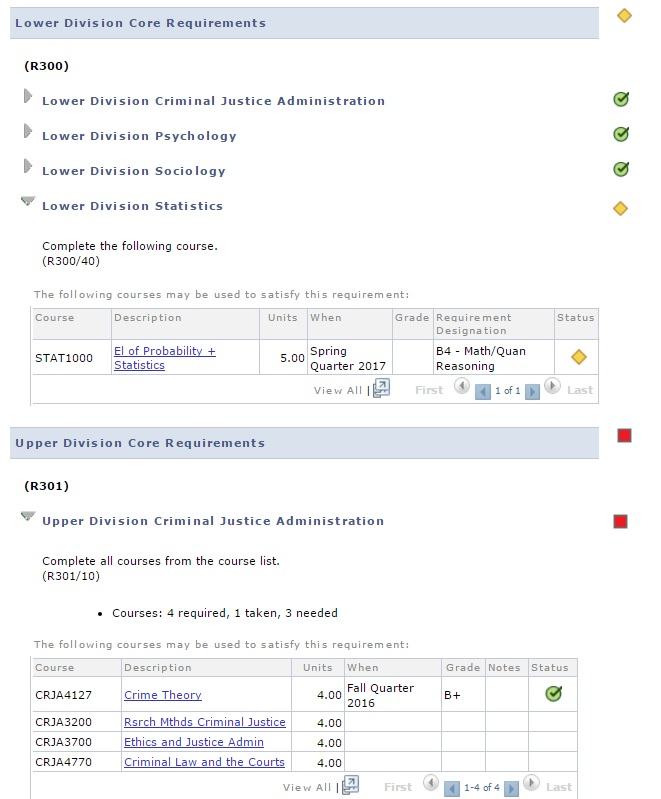 Lower Division Core Requirements
(R300)
Lower Division Criminal Justice Administration
Lower Division Psychology
Lower Division Sociology
Lower Division Statistics
Complete the following course.
(R300/40)
The following courses may be used to satisfy this requirement:
Course Description Units When Grade Requirement Designation Status
STAT1000 El of Probability + Statistics 5.00 Spring Quarter 2017 B4 - Math/Quan Reasoning
View All | First 1 of 1 Last
Upper Division Core Requirements
(R301)
Upper Division Criminal Justice Administration
Complete all courses from the course list.
(R301/10)
• Courses: 4 required, 1 taken, 3 needed
The following courses may be used to satisfy this requirement:
Course Description Units When Grade Notes Status
CRJA4127 Crime Theory 4.00 Fall Quarter 2016 B+
CRJA3200 Rsrch Mthds Criminal Justice 4.00
CRJA3700 Ethics and Justice Admin 4.00
CRJA4770 Criminal Law and the Courts 4.00
View All | First 1-4 of 4 Last